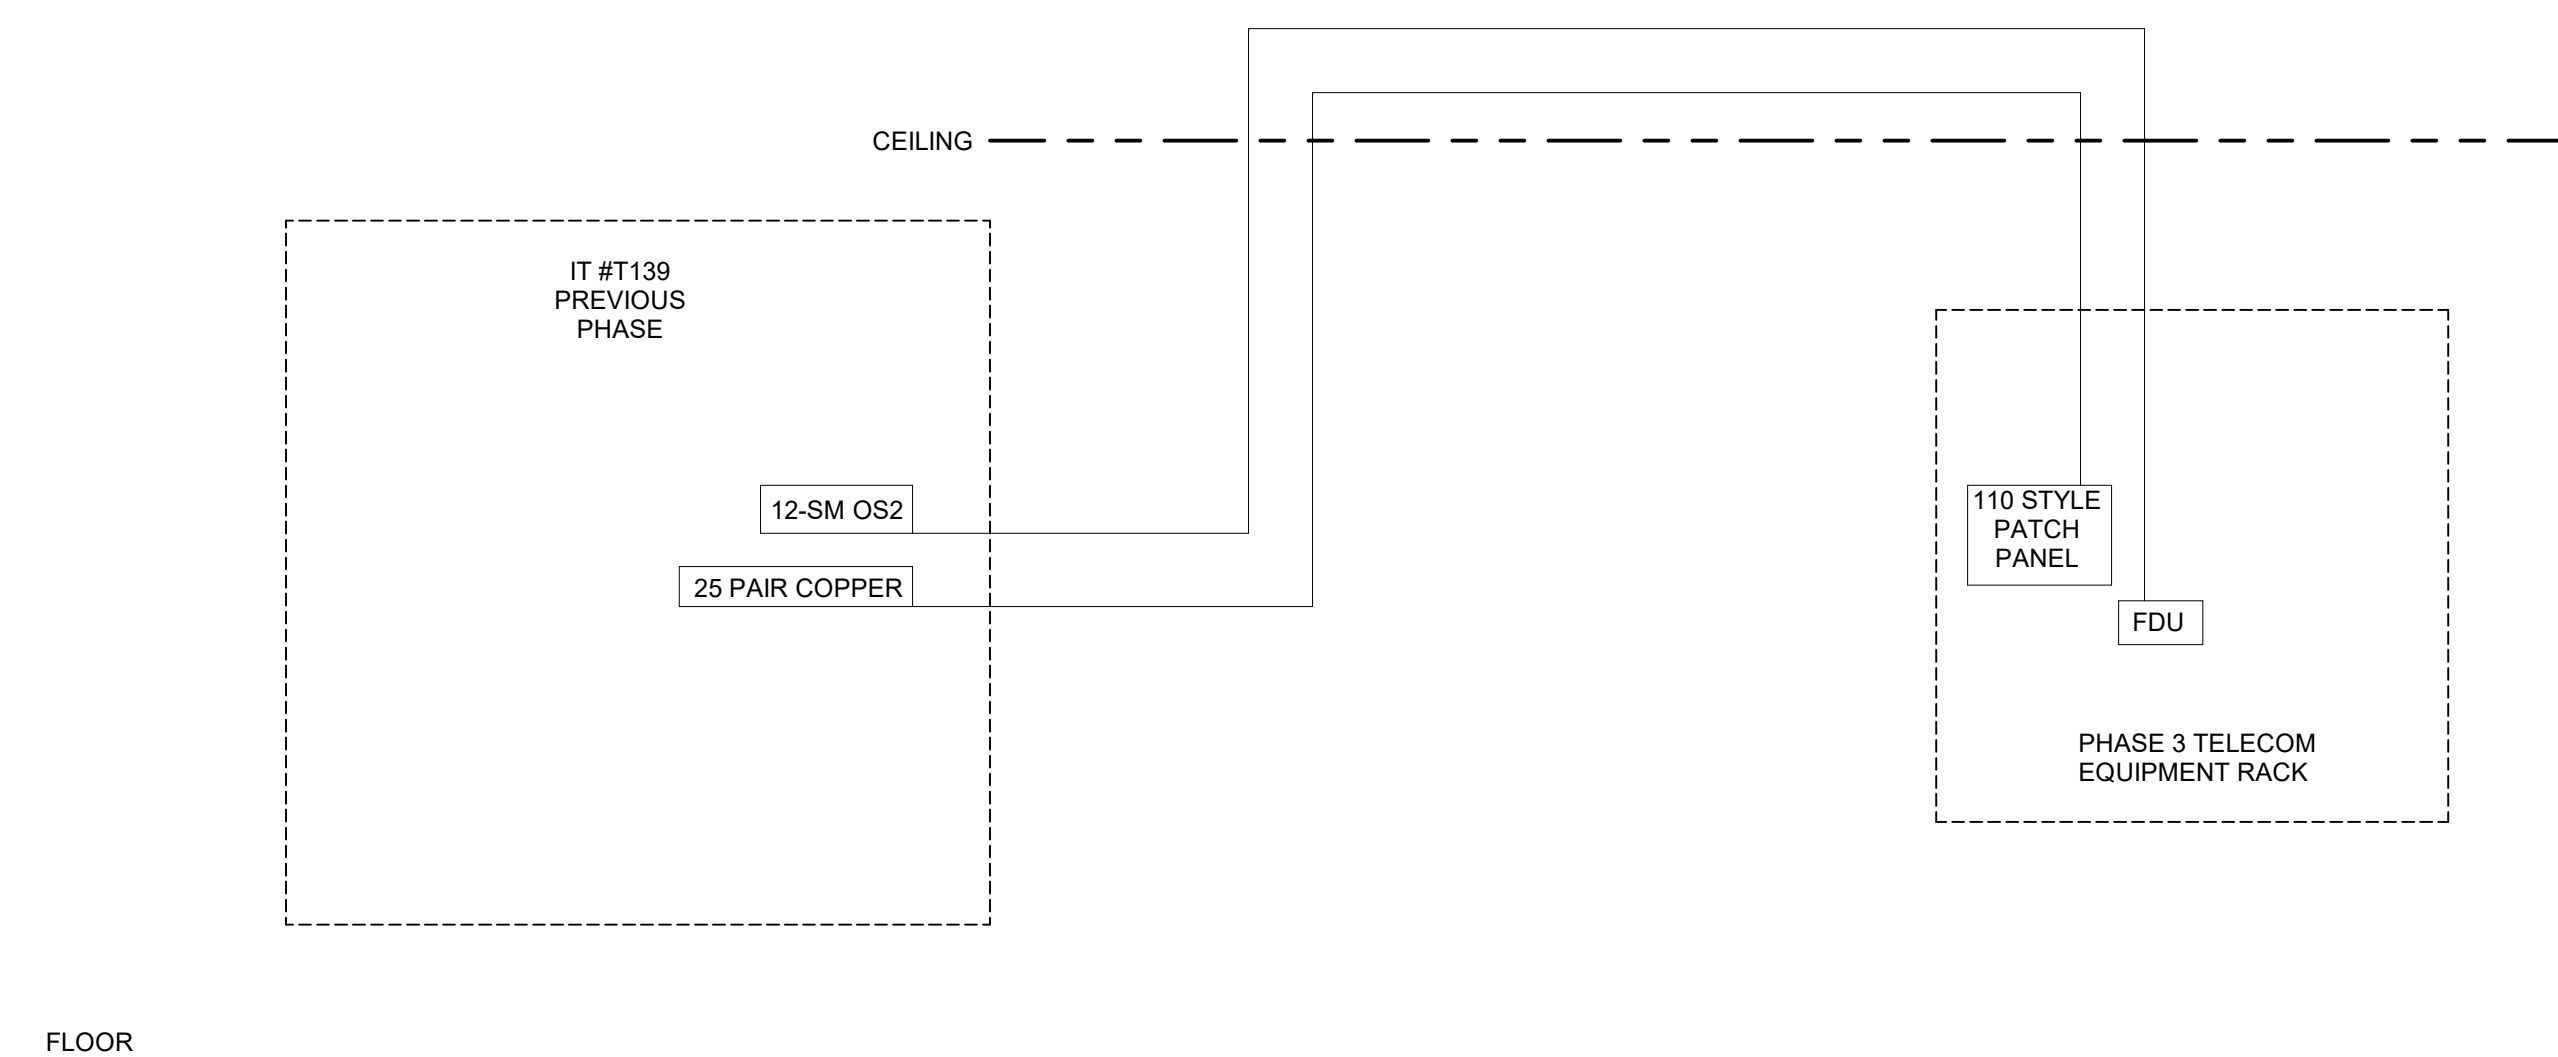 CEILING
IT #T139
PREVIOUS
PHASE
12-SM OS2
25 PAIR COPPER
110 STYLE
PATCH
PANEL
FDU
PHASE 3 TELECOM
EQUIPMENT RACK
FLOOR